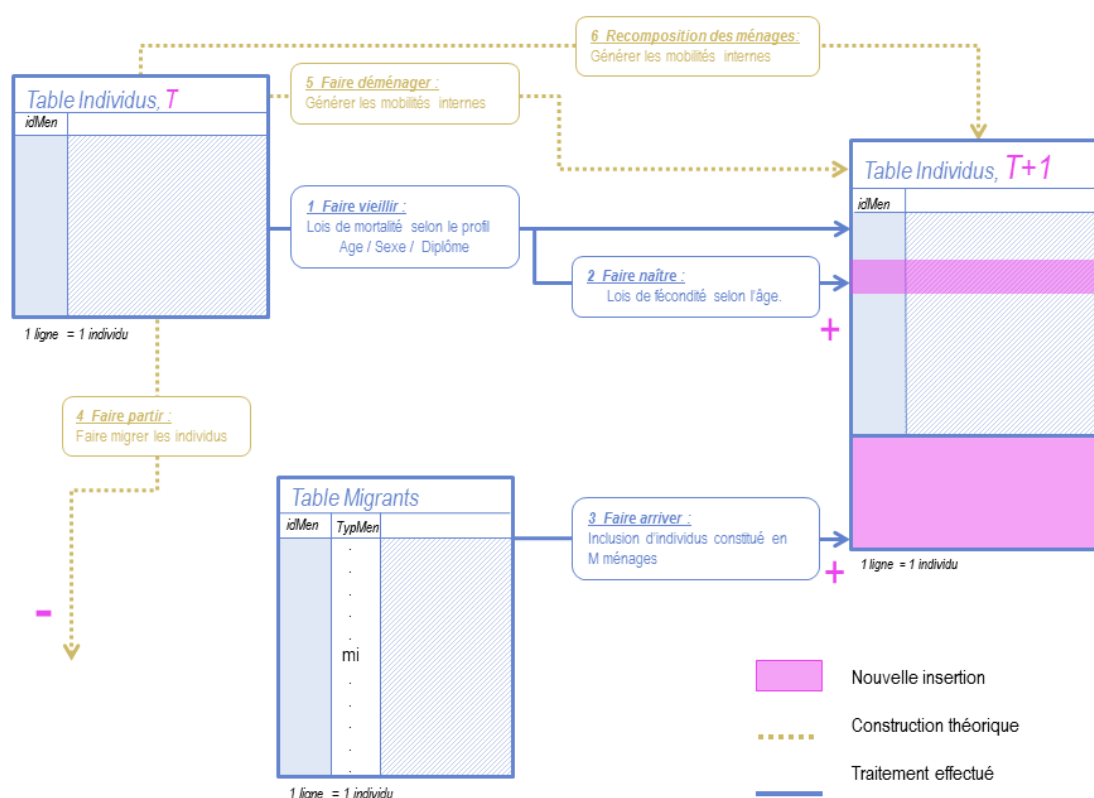 6 Recomposition des ménages:
Générer les mobilités internes
5 Faire déménager :
Générer les mobilités internes
Table Individus, T
idMen
Table Individus, T+1
idMen
1 Faire vieillir :
Lois de mortalité selon le profil
Age / Sexe / Diplôme
2 Faire naître :
Lois de fécondité selon l'âge.
+
1 ligne = 1 individu
4 Faire partir :
Faire migrer les individus
-
Table Migrants
idMen TypMen
.
.
.
.
mi
.
.
.
.
.
1 ligne = 1 individu
3 Faire arriver :
Inclusion d'individus constitué en
M ménages
+
1 ligne = 1 individu
Nouvelle insertion
Construction théorique
Traitement effectué